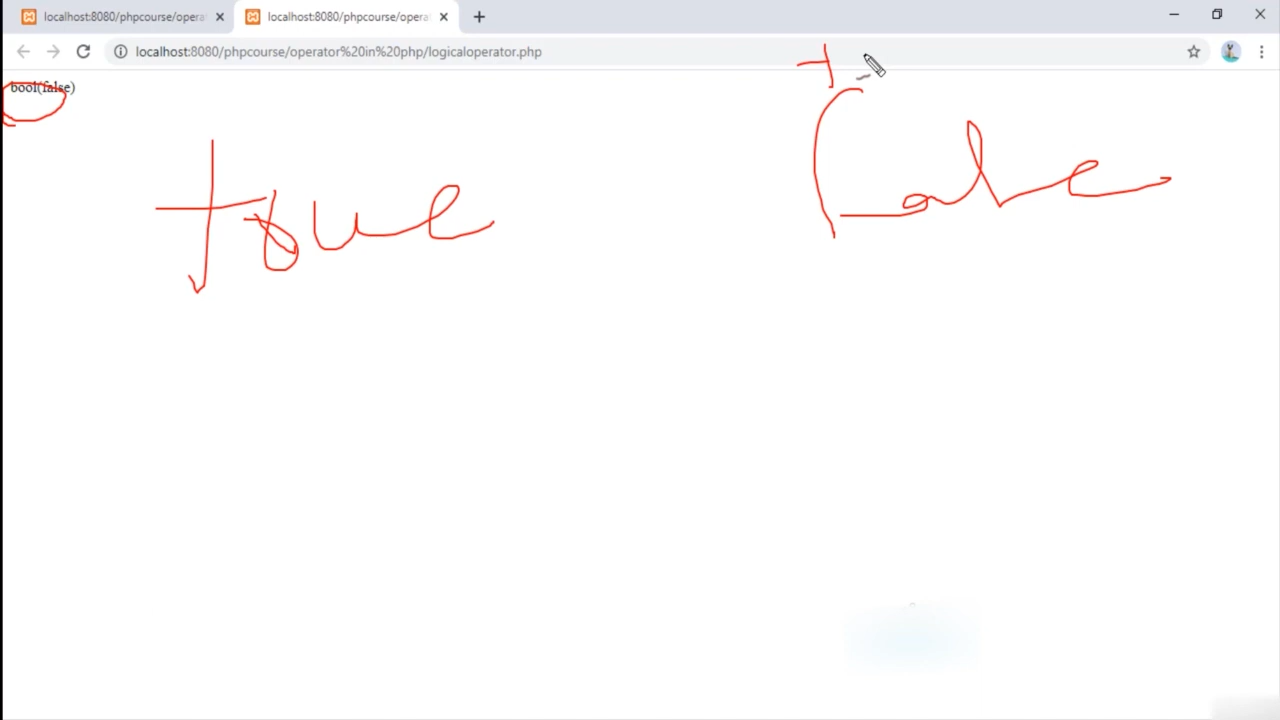 localhost:8080/phpcourse/opera
localhost:8080/phpcourse/opera
localhost:8080/phpcourse/operator%20in%20php/logicaloperator.php
bool(false)
true
false